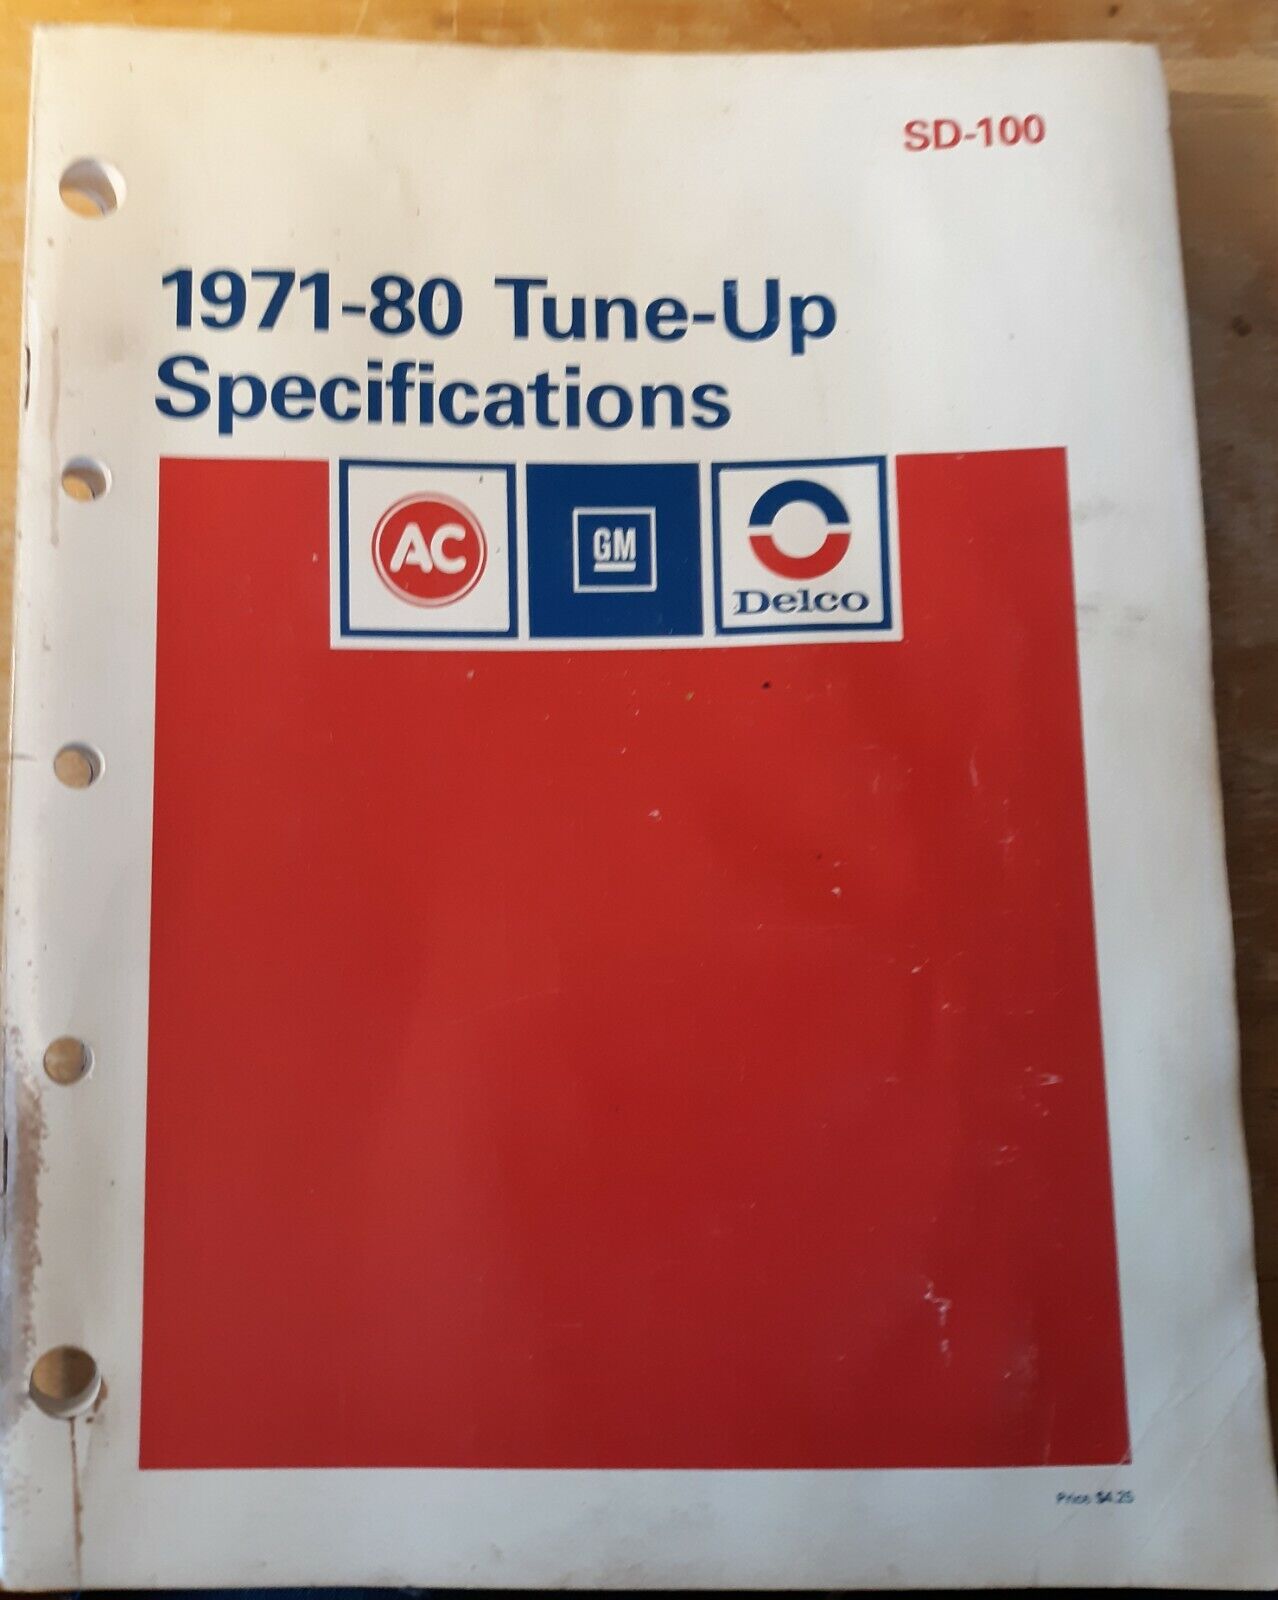 SD-100
1971-80 Tune-Up
Specifications
AC
GM
Delco
Price $4.25